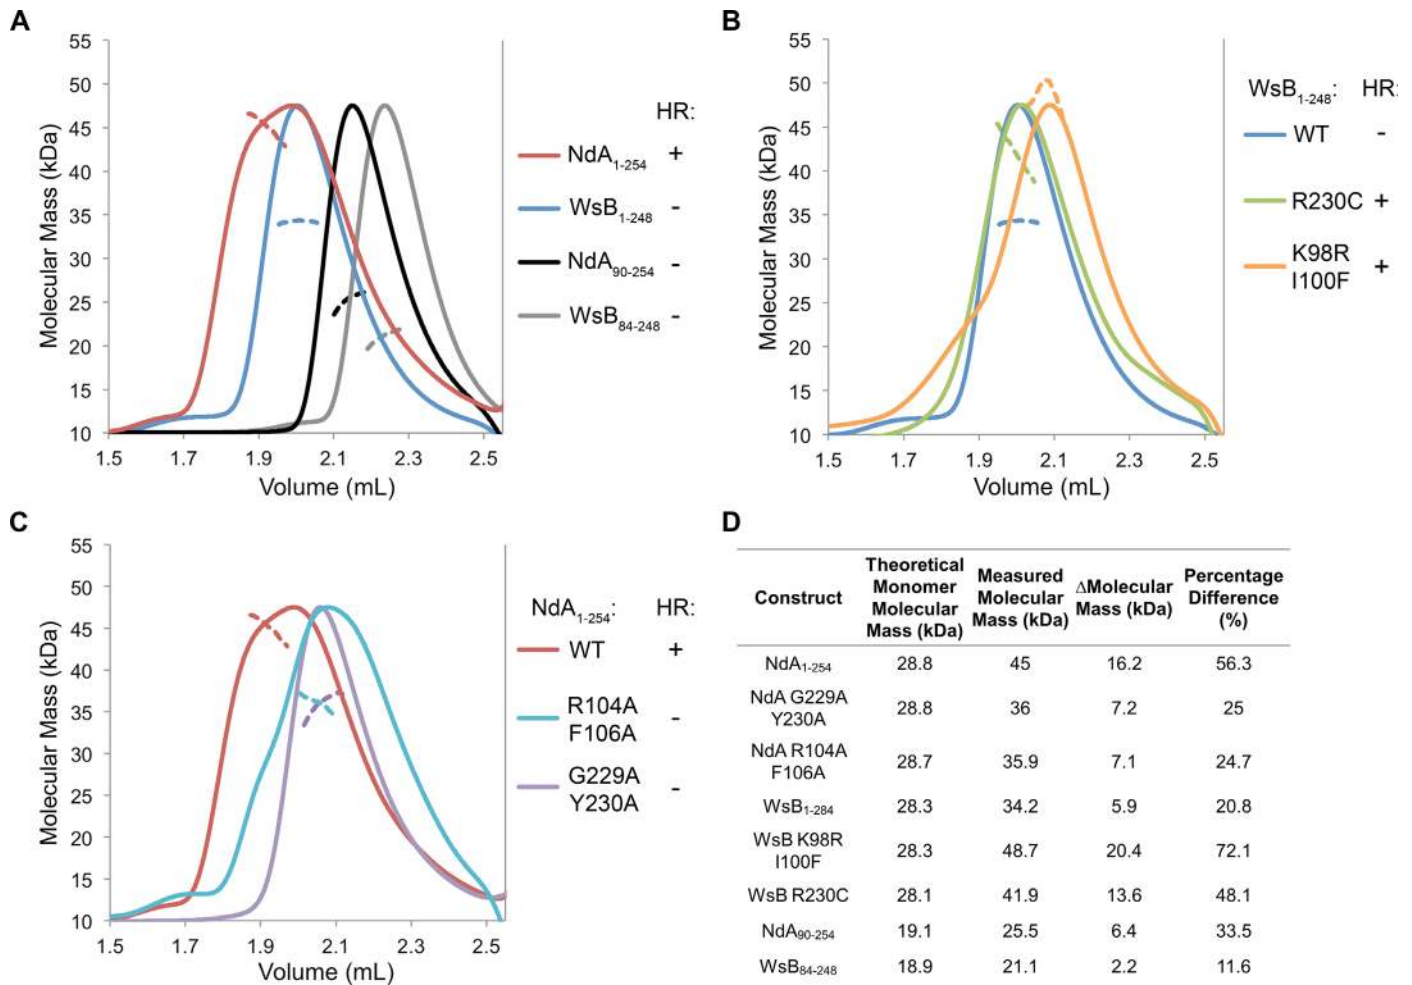 A
55
50
45
40
35
30
25
20
15
10
Molecular Mass (kDa)
1.5 1.7 1.9 2.1 2.3 2.5
Volume (mL)
HR:
NdA1-254 +
WsB1-248 -
NdA90-254 -
WsB84-248 -
B
55
50
45
40
35
30
25
20
15
10
Molecular Mass (kDa)
1.5 1.7 1.9 2.1 2.3 2.5
Volume (mL)
WsB1-248: HR:
WT -
R230C +
K98R
I100F +
C
55
50
45
40
35
30
25
20
15
10
Molecular Mass (kDa)
1.5 1.7 1.9 2.1 2.3 2.5
Volume (mL)
NdA1-254: HR:
WT +
R104A
F106A -
G229A
Y230A -
D
Construct Theoretical Monomer Molecular Mass (kDa) Measured Molecular Mass (kDa) ΔMolecular Mass (kDa) Percentage Difference (%)
NdA1-254 28.8 45 16.2 56.3
NdA G229A Y230A 28.8 36 7.2 25
NdA R104A F106A 28.7 35.9 7.1 24.7
WsB1-284 28.3 34.2 5.9 20.8
WsB K98R I100F 28.3 48.7 20.4 72.1
WsB R230C 28.1 41.9 13.6 48.1
NdA90-254 19.1 25.5 6.4 33.5
WsB84-248 18.9 21.1 2.2 11.6